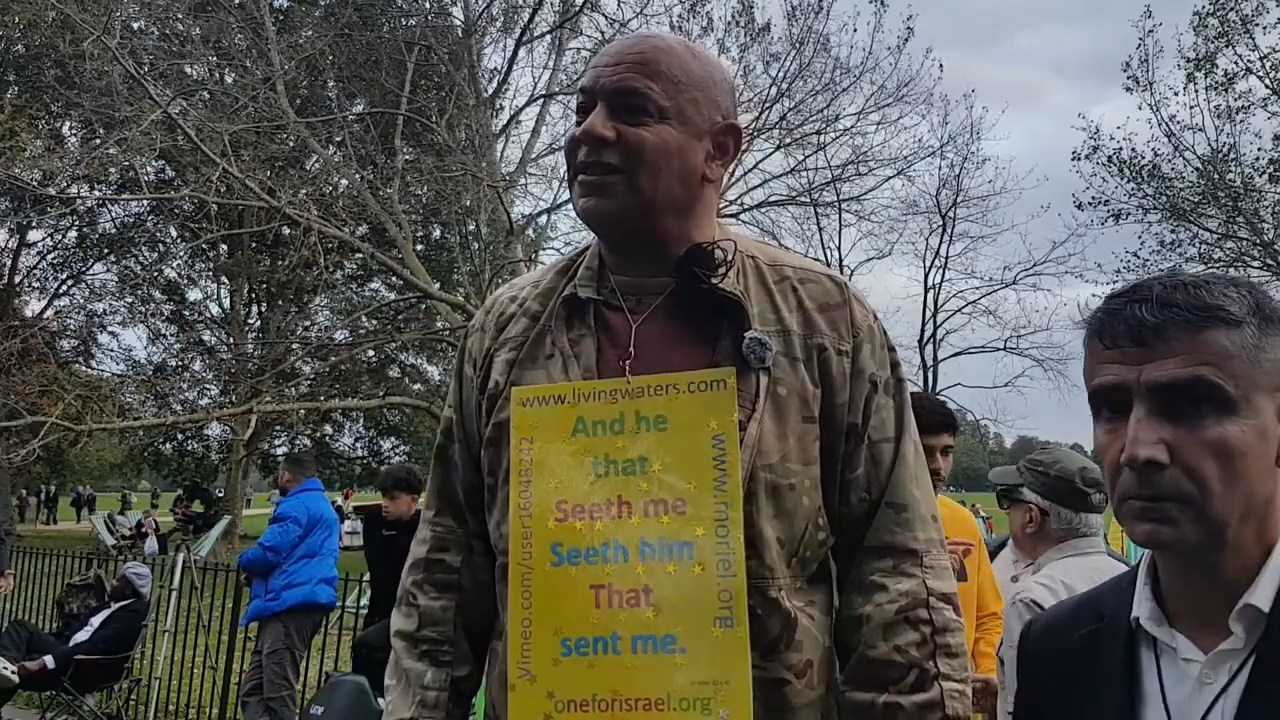 www.livingwaters.com
And he
that
Seeth me
Seeth him
That
sent me.
oneforisrael.org
Vimeo.com/user16048242
www.moriel.org